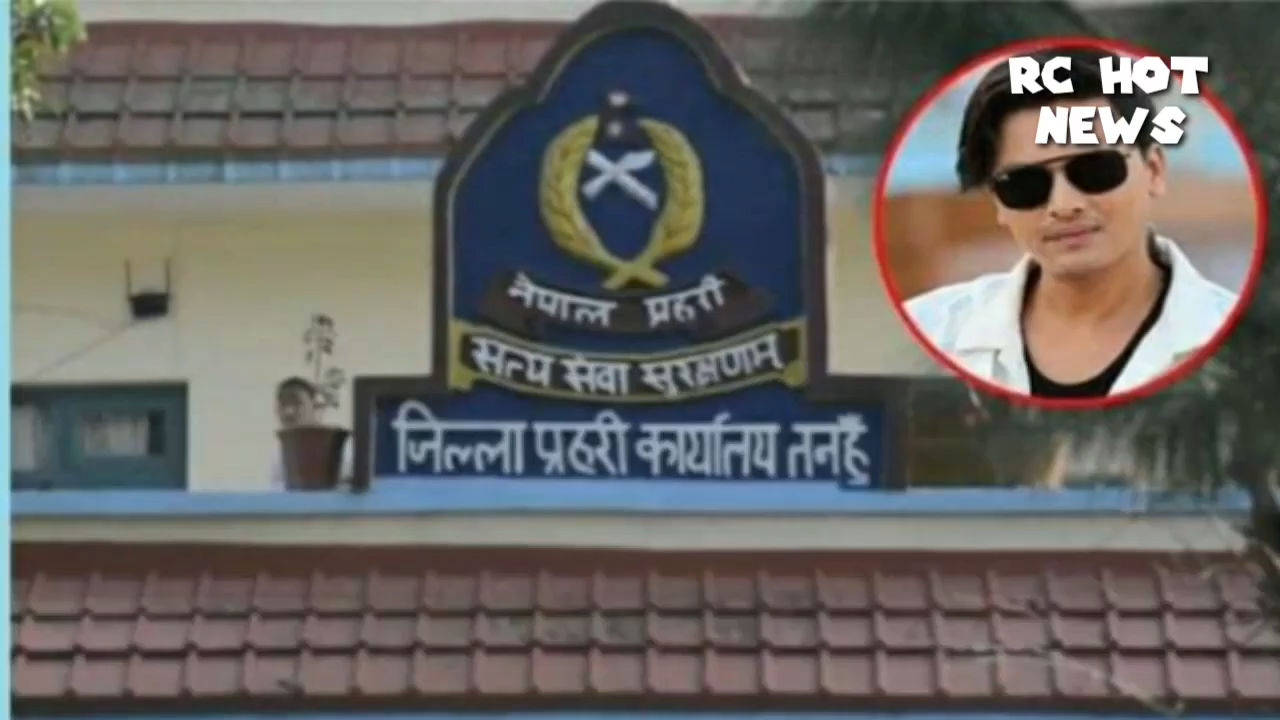 RC HOT
NEWS
नेपाल प्रहरी
सत्य सेवा सुरक्षणम्
जिल्ला प्रहरी कार्यालय तनहुँ